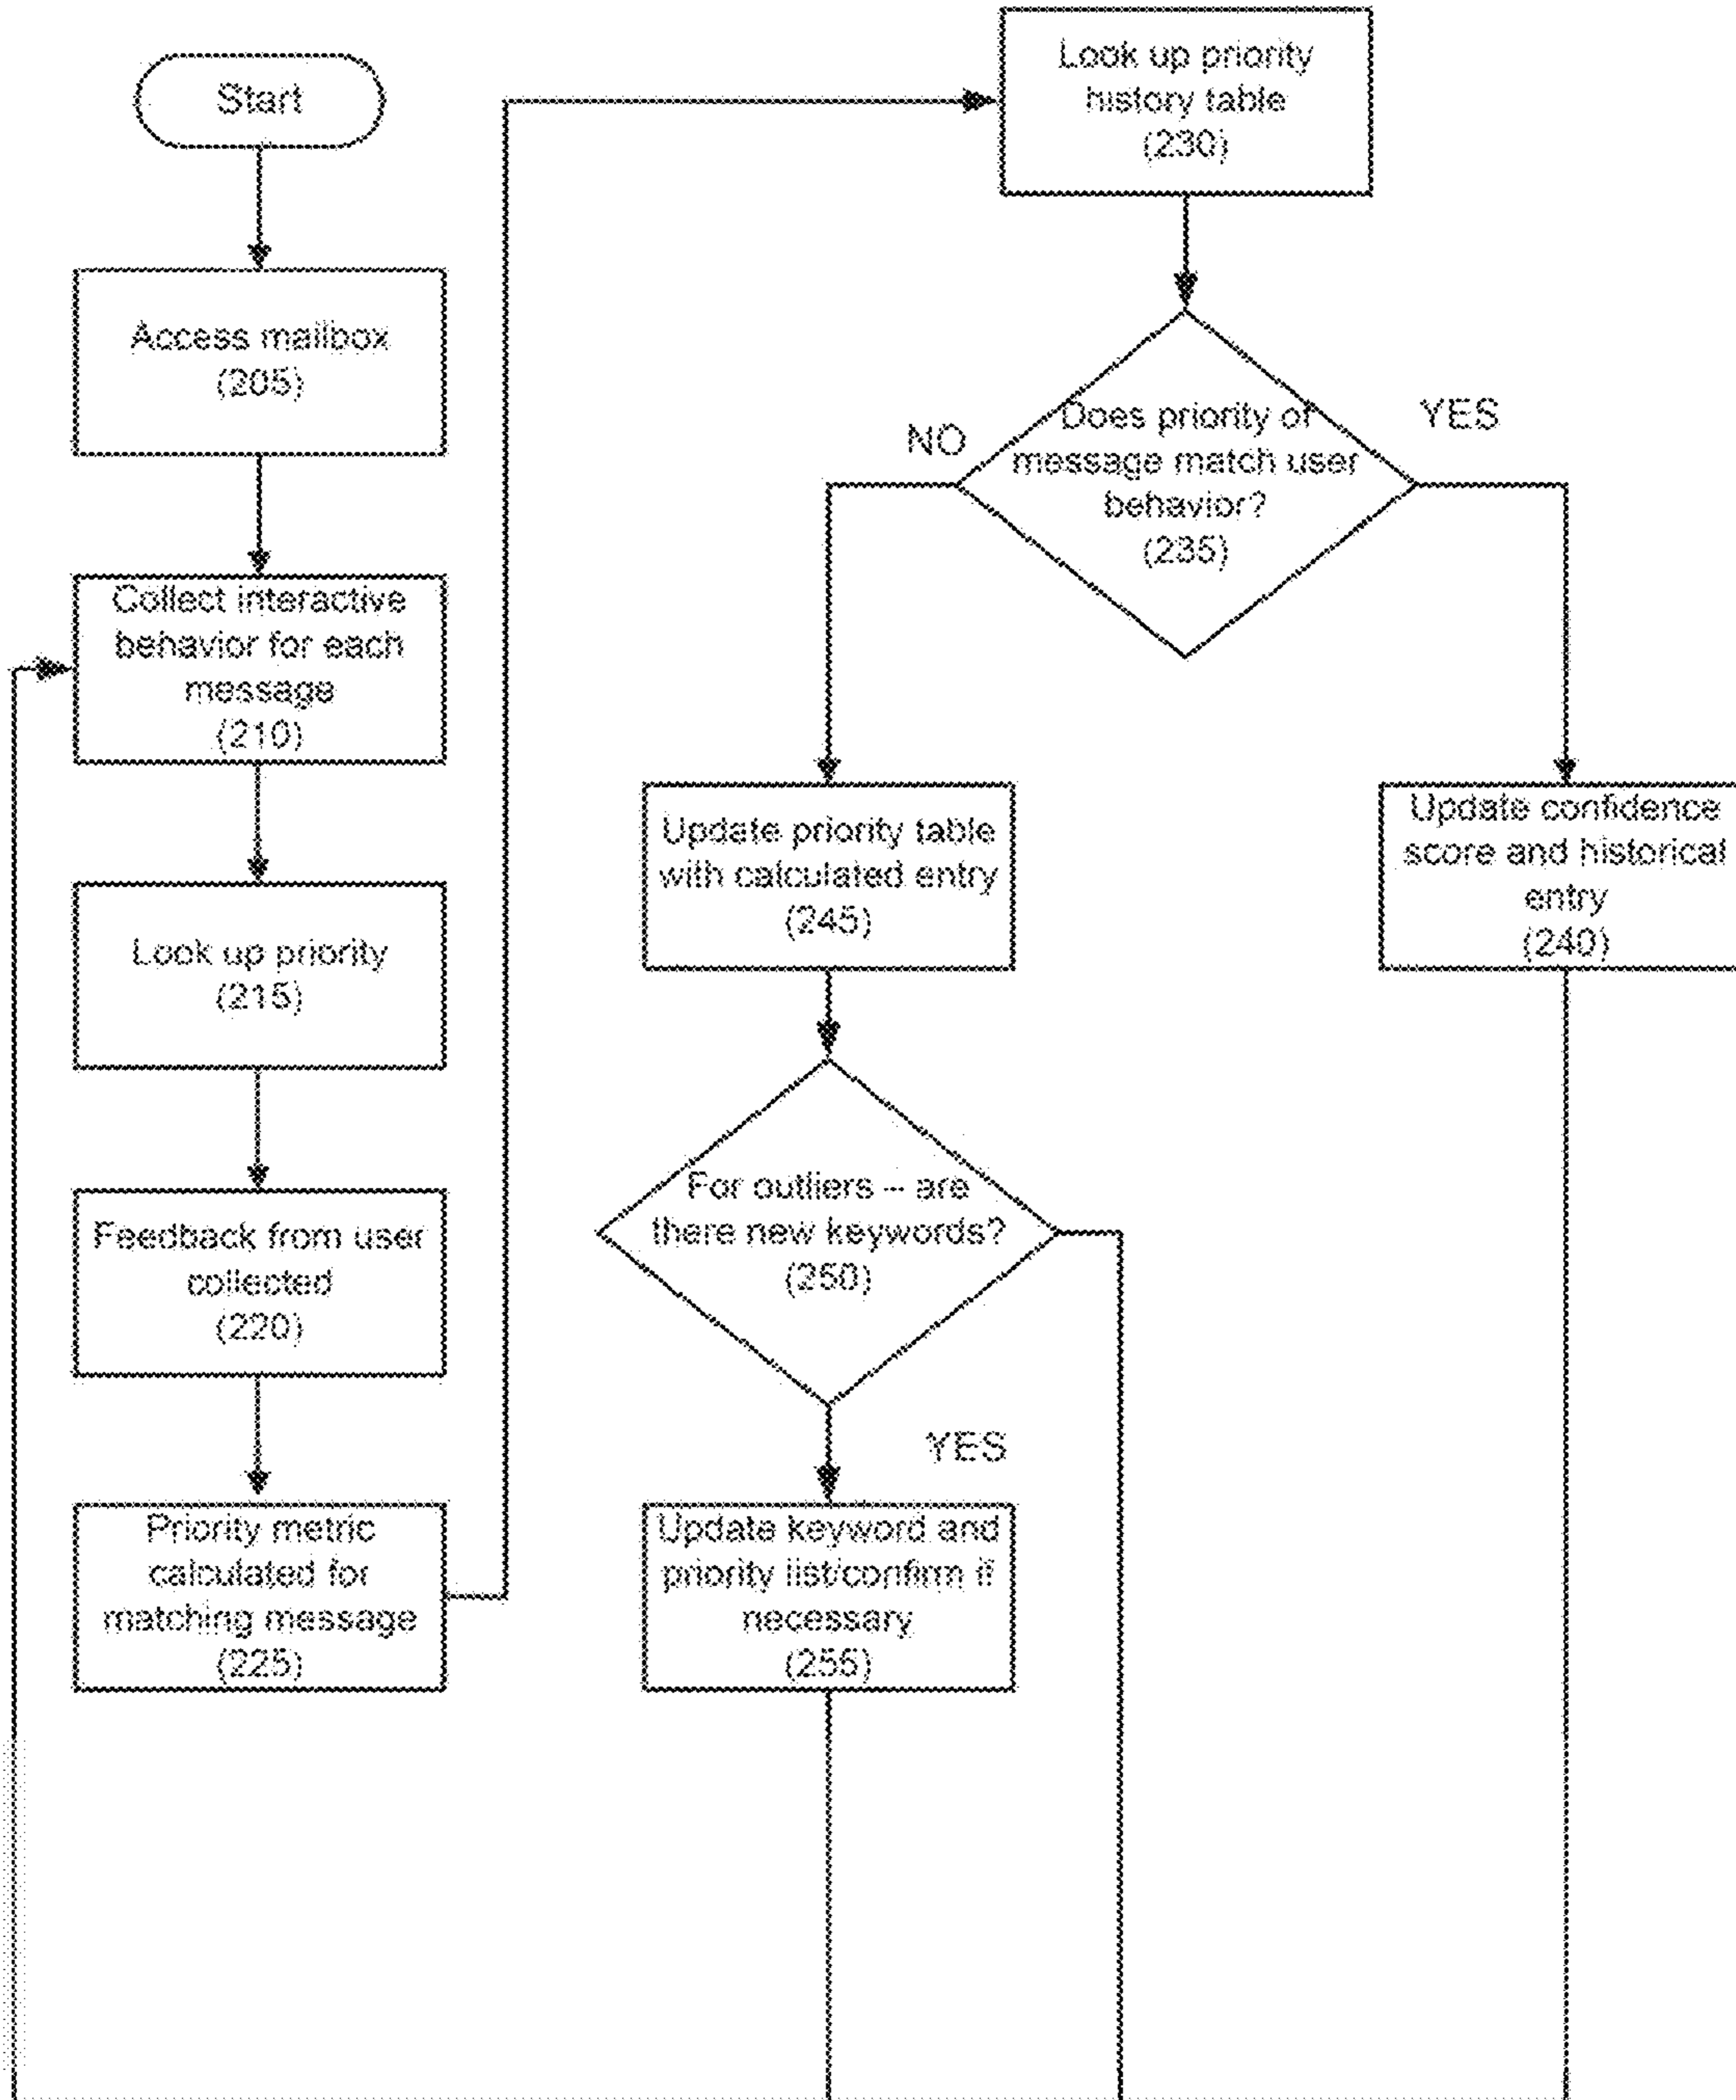 Start
Access mailbox
(205)
Collect interactive
behavior for each
message
(210)
Look up priority
(215)
Feedback from user
collected
(220)
Priority metric
calculated for
matching message
(225)
Look up priority
history table
(230)
Does priority of
message match user
behavior?
(235)
NO
YES
Update priority table
with calculated entry
(245)
Update confidence
score and historical
entry
(240)
For outliers -- are
there new keywords?
(250)
YES
Update keyword and
priority list/confirm if
necessary
(255)